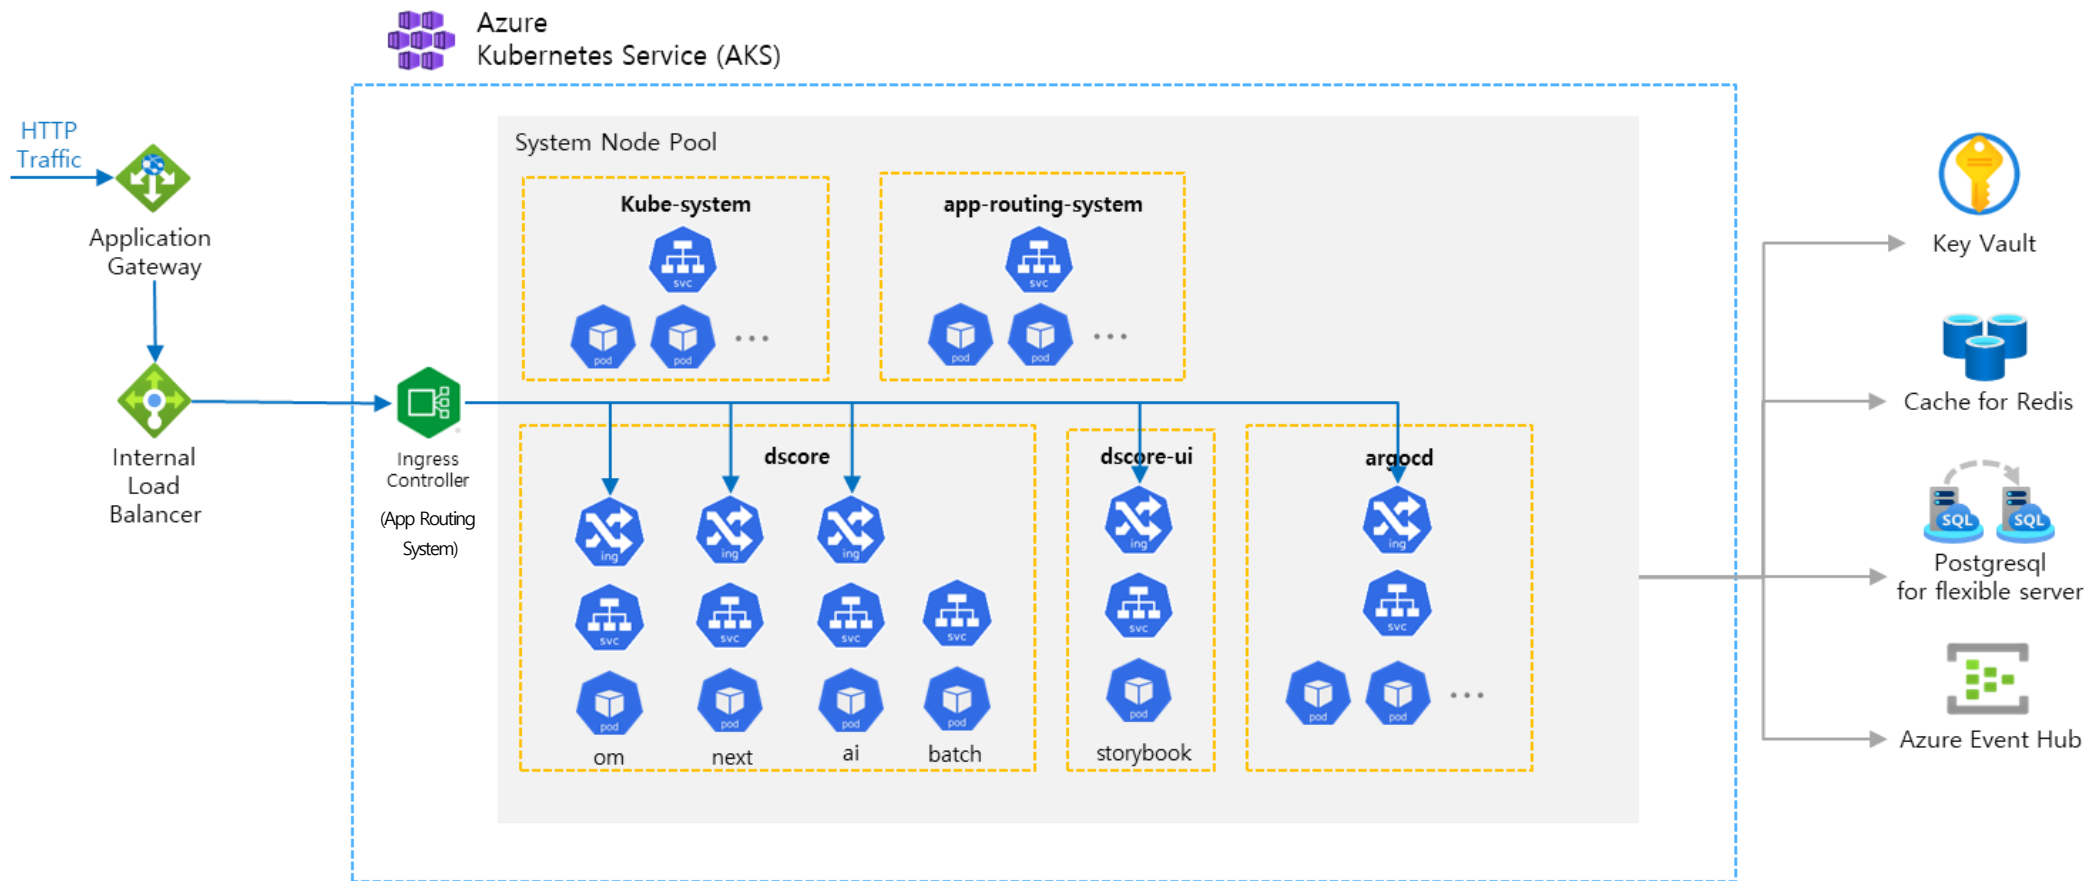 Azure
Kubernetes Service (AKS)
HTTP
Traffic
Application
Gateway
Internal
Load
Balancer
Ingress
Controller
(App Routing
System)
System Node Pool
Kube-system
svc
pod
pod
...
app-routing-system
svc
pod
pod
...
dscore
ing
ing
ing
svc
svc
svc
svc
pod
pod
pod
pod
om
next
ai
batch
dscore-ui
ing
svc
pod
storybook
argocd
ing
svc
pod
pod
...
Key Vault
Cache for Redis
SQL
SQL
Postgresql
for flexible server
Azure Event Hub